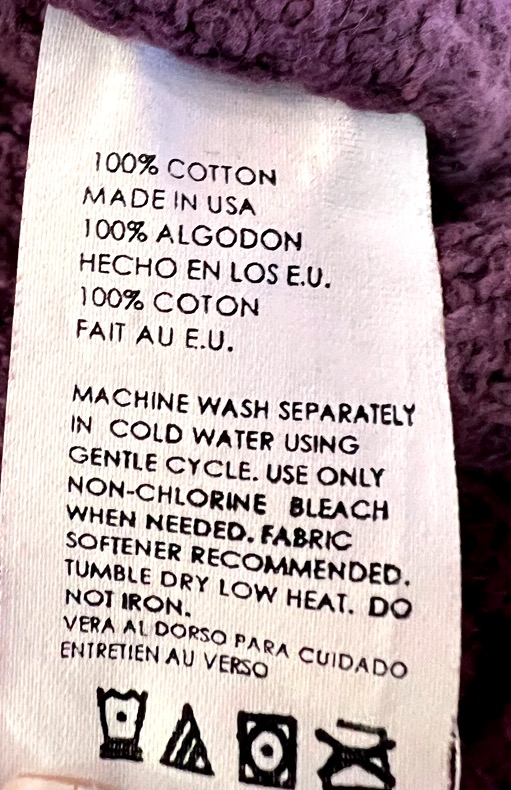 100% COTTON
MADE IN USA
100% ALGODON
HECHO EN LOS E.U.
100% COTON
FAIT AU E.U.
MACHINE WASH SEPARATELY
IN COLD WATER USING
GENTLE CYCLE. USE ONLY
NON-CHLORINE BLEACH
WHEN NEEDED. FABRIC
SOFTENER RECOMMENDED.
TUMBLE DRY LOW HEAT. DO
NOT IRON.
VERA AL DORSO PARA CUIDADO
ENTRETIEN AU VERSO